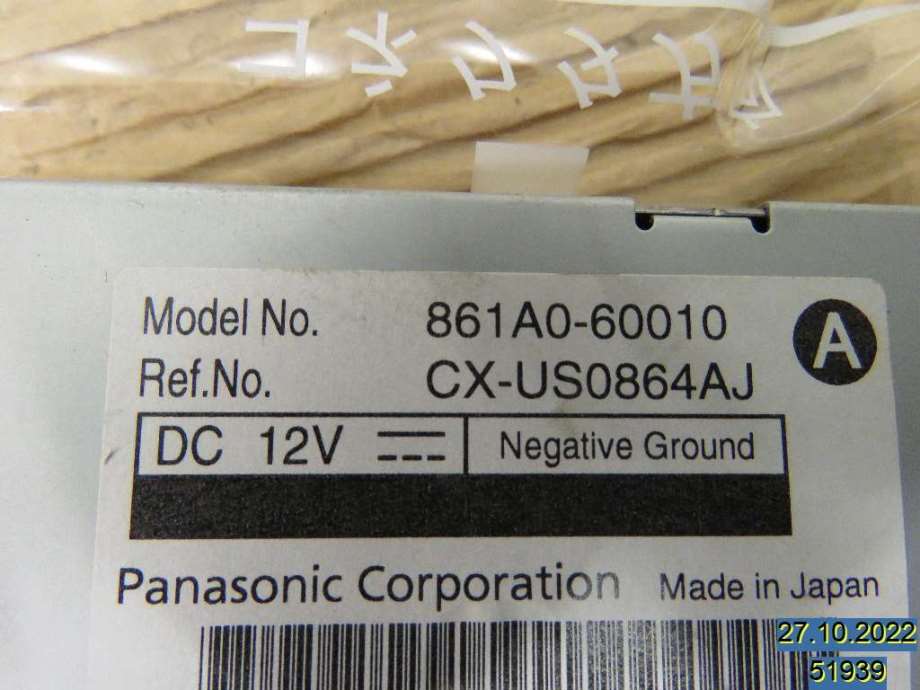 Model No. 861A0-60010
A
Ref.No. CX-US0864AJ
DC 12V
Negative Ground
Panasonic Corporation Made in Japan
27.10.2022
51939